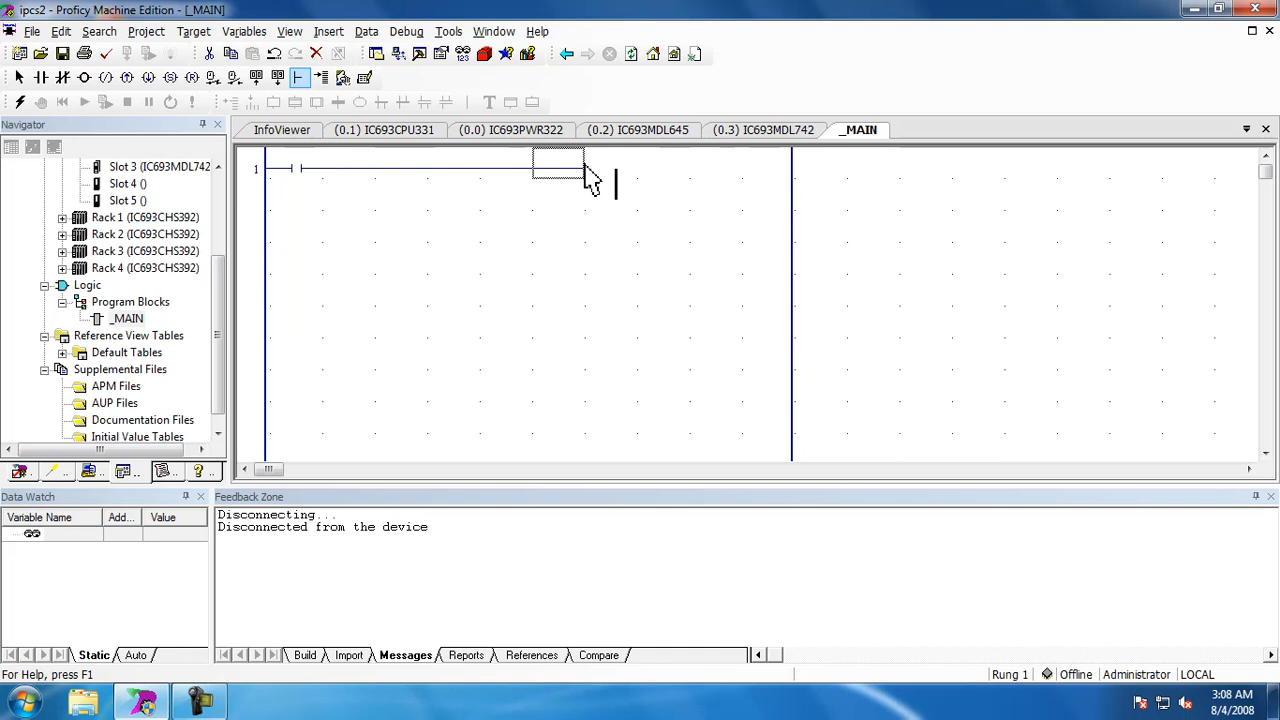 ipcs2 - Proficy Machine Edition - [_MAIN]
File Edit Search Project Target Variables View Insert Data Debug Tools Window Help
Navigator
InfoViewer (0.1) IC693CPU331 (0.0) IC693PWR322 (0.2) IC693MDL645 (0.3) IC693MDL742 _MAIN
Slot 3 (IC693MDL742
Slot 4 ()
Slot 5 ()
Rack 1 (IC693CHS392)
Rack 2 (IC693CHS392)
Rack 3 (IC693CHS392)
Rack 4 (IC693CHS392)
Logic
Program Blocks
_MAIN
Reference View Tables
Default Tables
Supplemental Files
APM Files
AUP Files
Documentation Files
Initial Value Tables
1
Data Watch
Variable Name Add... Value
Static Auto
Feedback Zone
Disconnecting...
Disconnected from the device
Build Import Messages Reports References Compare
For Help, press F1
Rung 1 Offline Administrator LOCAL
3:08 AM
8/4/2008